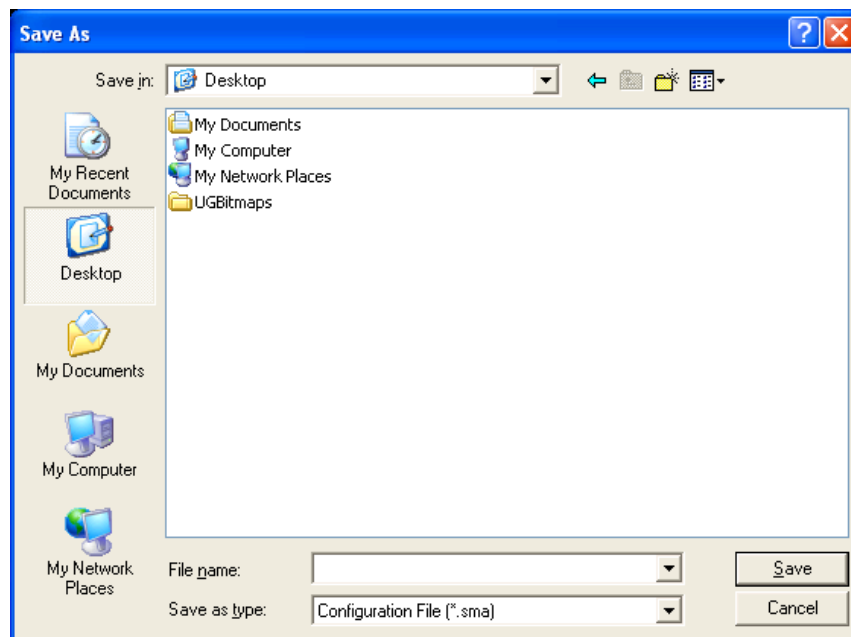 Save As
Save in: Desktop
My Documents
My Computer
My Network Places
UGBitmaps
My Recent
Documents
Desktop
My Documents
My Computer
My Network
Places
File name:
Save
Save as type: Configuration File (*.sma)
Cancel